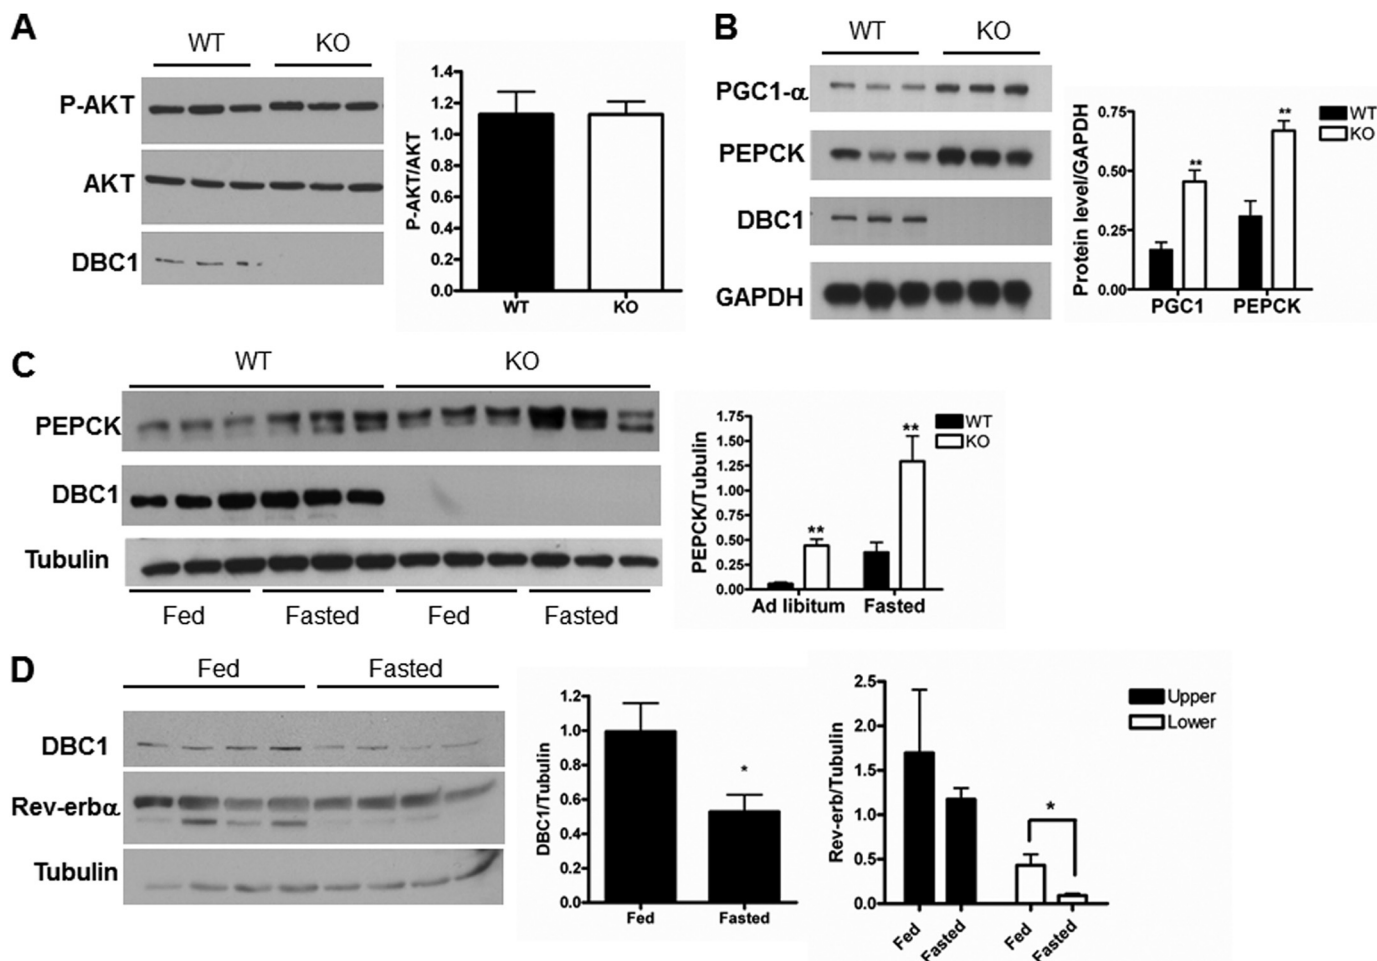 A
WT KO
P-AKT
AKT
DBC1
P-AKT/AKT
1.4
1.2
1.0
0.8
0.6
0.4
0.2
0.0
WT KO
B
WT KO
PGC1-α
PEPCK
DBC1
GAPDH
Protein level/GAPDH
0.75
0.50
0.25
0.00
** **
PGC1 PEPCK
WT
KO
C
WT KO
PEPCK
DBC1
Tubulin
Fed Fasted Fed Fasted
PEPCK/Tubulin
1.75
1.50
1.25
1.00
0.75
0.50
0.25
0.00
** **
Ad libitum Fasted
WT
KO
D
Fed Fasted
DBC1
Rev-erbα
Tubulin
DBC1/Tubulin
1.2
1.0
0.8
0.6
0.4
0.2
0.0
*
Fed Fasted
Rev-erb/Tubulin
2.5
2.0
1.5
1.0
0.5
0.0
*
Fed Fasted Fed Fasted
Upper
Lower